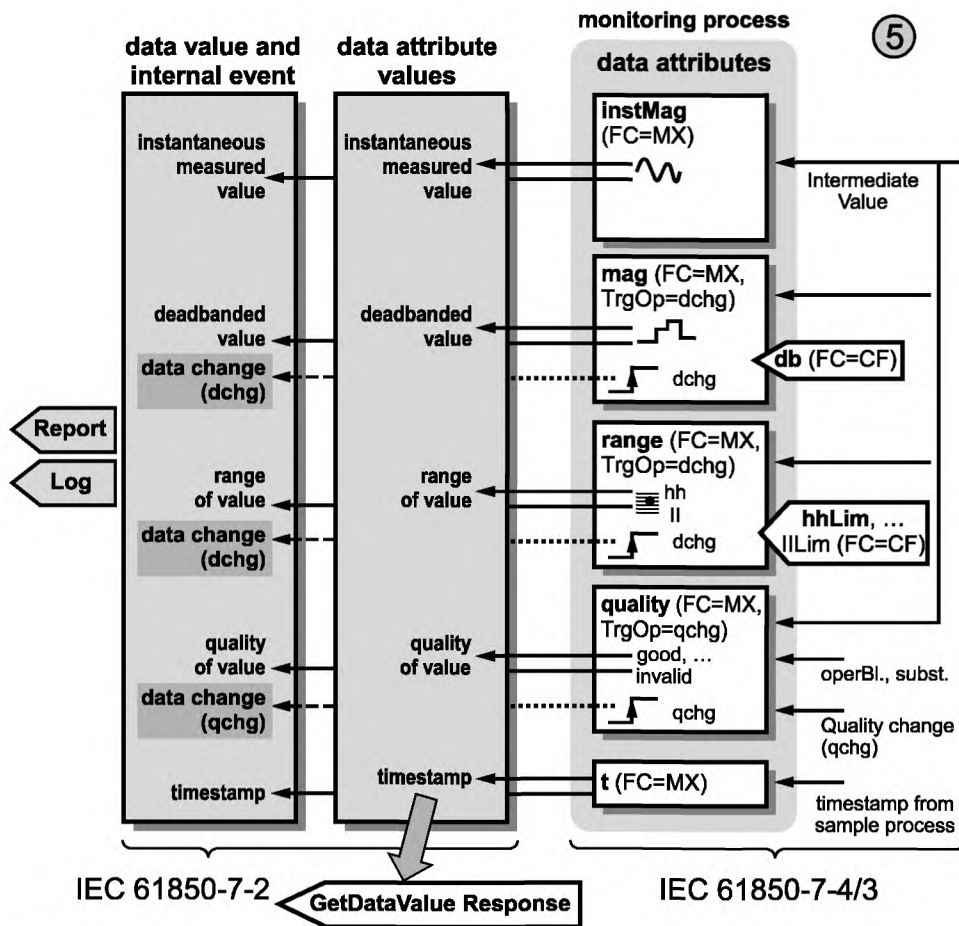 monitoring process
5
data value and
internal event
data attribute
values
data attributes
instMag
(FC=MX)
instantaneous
measured
value
instantaneous
measured
value
Intermediate
Value
mag (FC=MX,
TrgOp=dchg)
deadbanded
value
deadbanded
value
db (FC=CF)
data change
(dchg)
dchg
Report
Log
range (FC=MX,
TrgOp=dchg)
range
of value
range
of value
hh
ll
hhLim, ...
llLim (FC=CF)
data change
(dchg)
dchg
quality (FC=MX,
TrgOp=qchg)
quality
of value
quality
of value
good, ...
invalid
operBl., subst.
data change
(qchg)
qchg
Quality change
(qchg)
timestamp
timestamp
t (FC=MX)
timestamp from
sample process
IEC 61850-7-2
IEC 61850-7-4/3
GetDataValue Response